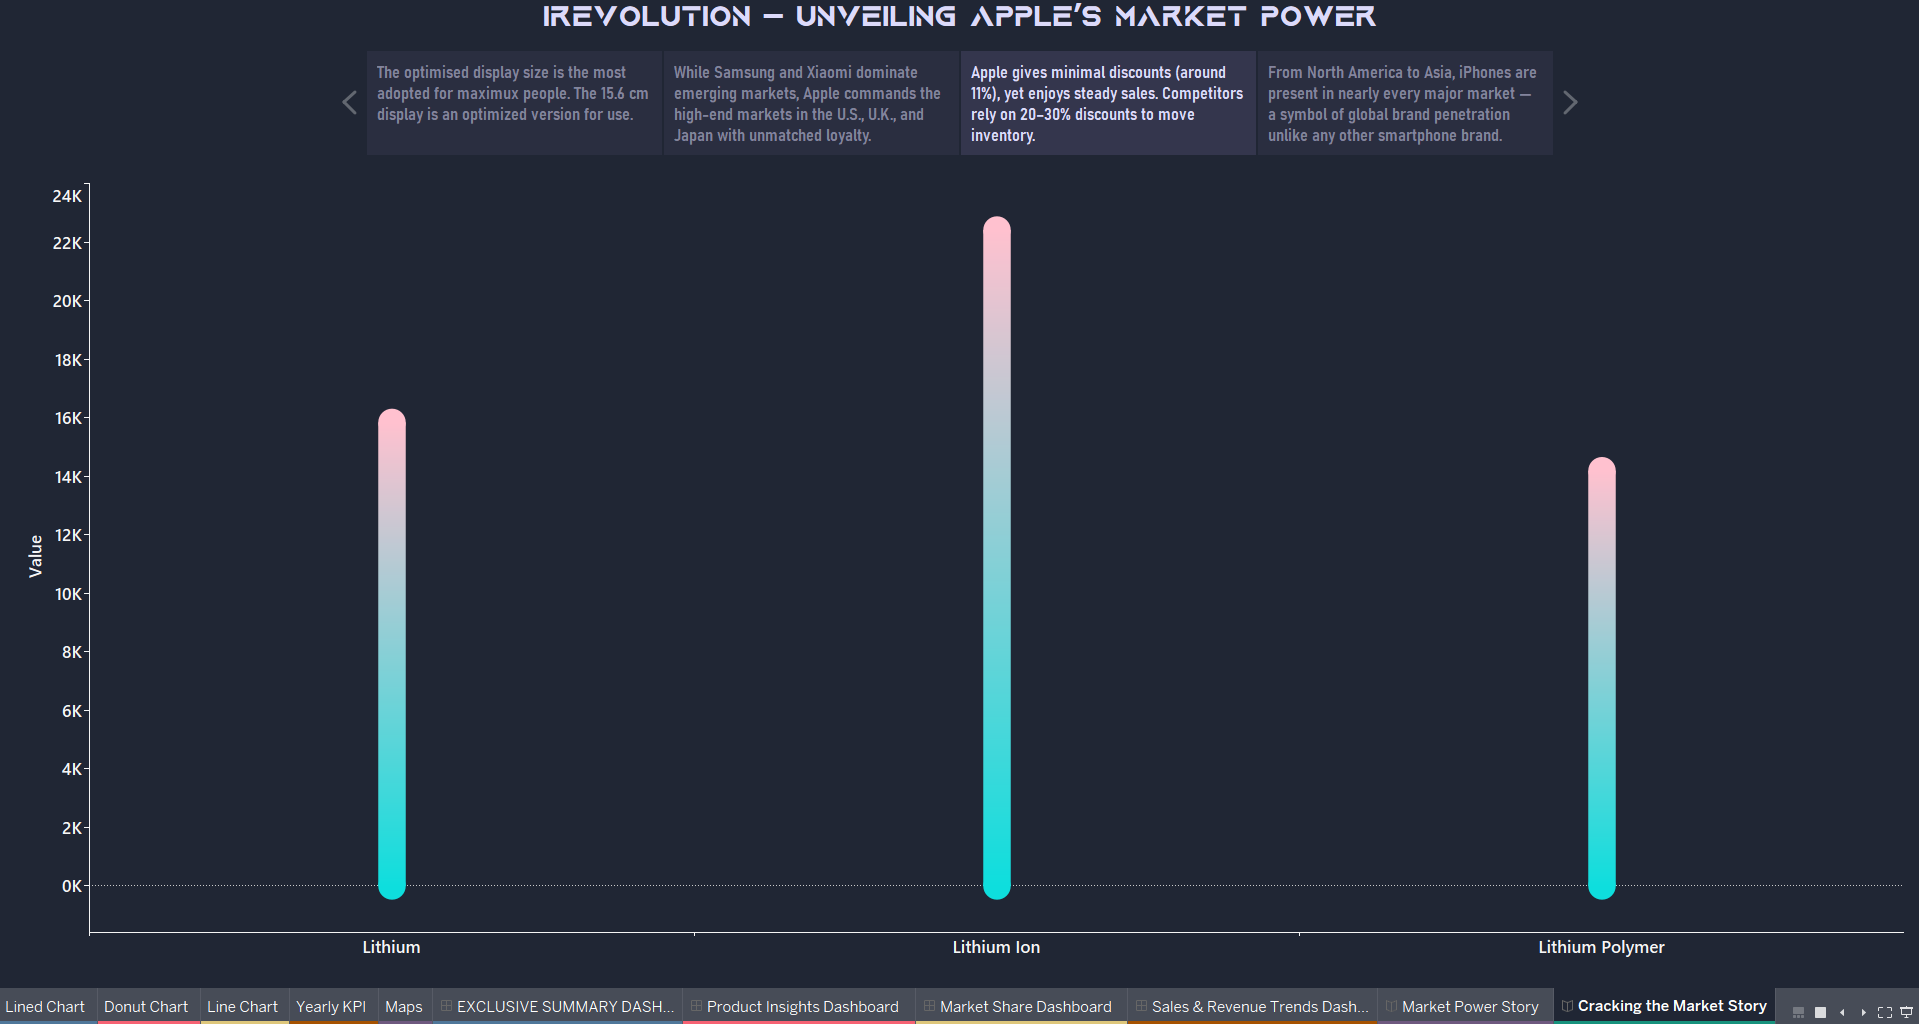 IREVOLUTION – UNVEILING APPLE'S MARKET POWER
The optimised display size is the most
adopted for maximux people. The 15.6 cm
display is an optimized version for use.
While Samsung and Xiaomi dominate
emerging markets, Apple commands the
high-end markets in the U.S., U.K., and
Japan with unmatched loyalty.
Apple gives minimal discounts (around
11%), yet enjoys steady sales. Competitors
rely on 20–30% discounts to move
inventory.
From North America to Asia, iPhones are
present in nearly every major market —
a symbol of global brand penetration
unlike any other smartphone brand.
24K
22K
20K
18K
16K
14K
12K
10K
8K
6K
4K
2K
0K
Value
Lithium
Lithium Ion
Lithium Polymer
Lined Chart
Donut Chart
Line Chart
Yearly KPI
Maps
EXCLUSIVE SUMMARY DASH...
Product Insights Dashboard
Market Share Dashboard
Sales & Revenue Trends Dash...
Market Power Story
Cracking the Market Story